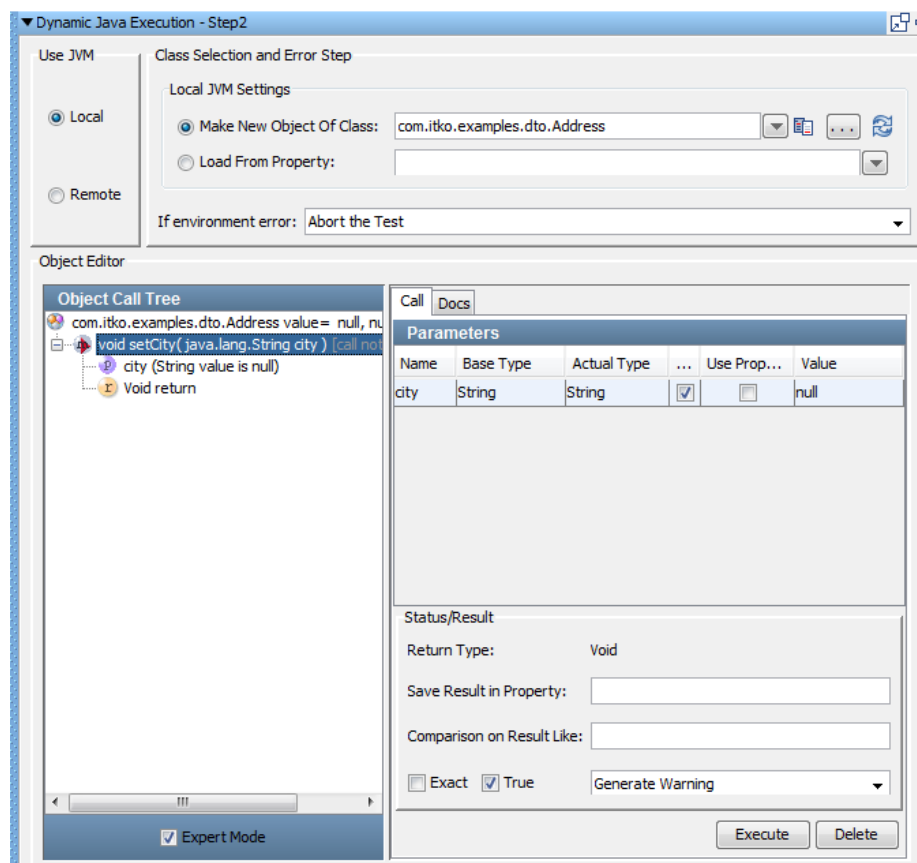 Dynamic Java Execution - Step2
Use JVM
Local
Remote
Class Selection and Error Step
Local JVM Settings
Make New Object Of Class: com.itko.examples.dto.Address ...
Load From Property:
If environment error: Abort the Test
Object Editor
Object Call Tree
com.itko.examples.dto.Address value= null, nu
void setCity( java.lang.String city ) [call not
P city (String value is null)
r Void return
Expert Mode
Call Docs
Parameters
Name Base Type Actual Type ... Use Prop... Value
city String String null
Status/Result
Return Type: Void
Save Result in Property:
Comparison on Result Like:
Exact True Generate Warning
Execute Delete